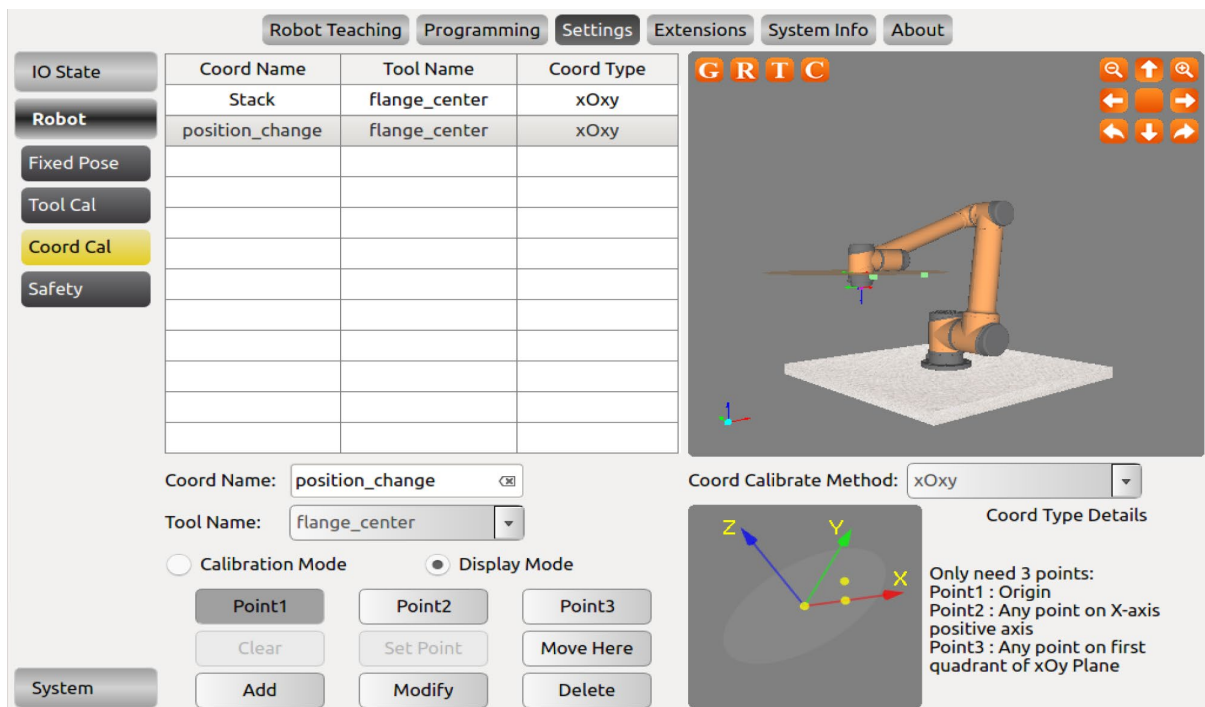 Robot Teaching Programming Settings Extensions System Info About
IO State
Robot
Fixed Pose
Tool Cal
Coord Cal
Safety
System
Coord Name Tool Name Coord Type
Stack flange_center xOxy
position_change flange_center xOxy
G R T C
Coord Name: position_change
Tool Name: flange_center
Calibration Mode Display Mode
Point1 Point2 Point3
Clear Set Point Move Here
Add Modify Delete
Coord Calibrate Method: xOxy
Z Y X
Coord Type Details
Only need 3 points:
Point1 : Origin
Point2 : Any point on X-axis
positive axis
Point3 : Any point on first
quadrant of xOy Plane